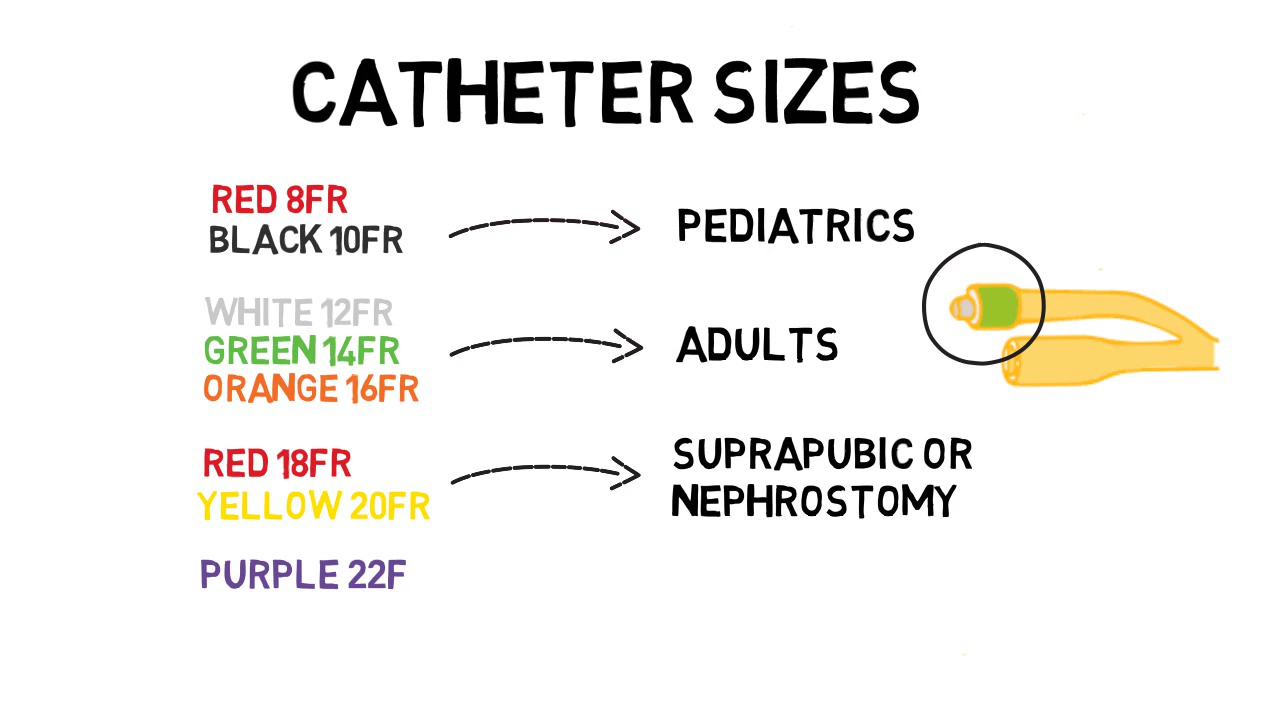 CATHETER SIZES
RED 8FR
BLACK 10FR
PEDIATRICS
WHITE 12FR
GREEN 14FR
ORANGE 16FR
ADULTS
RED 18FR
YELLOW 20FR
SUPRAPUBIC OR
NEPHROSTOMY
PURPLE 22F